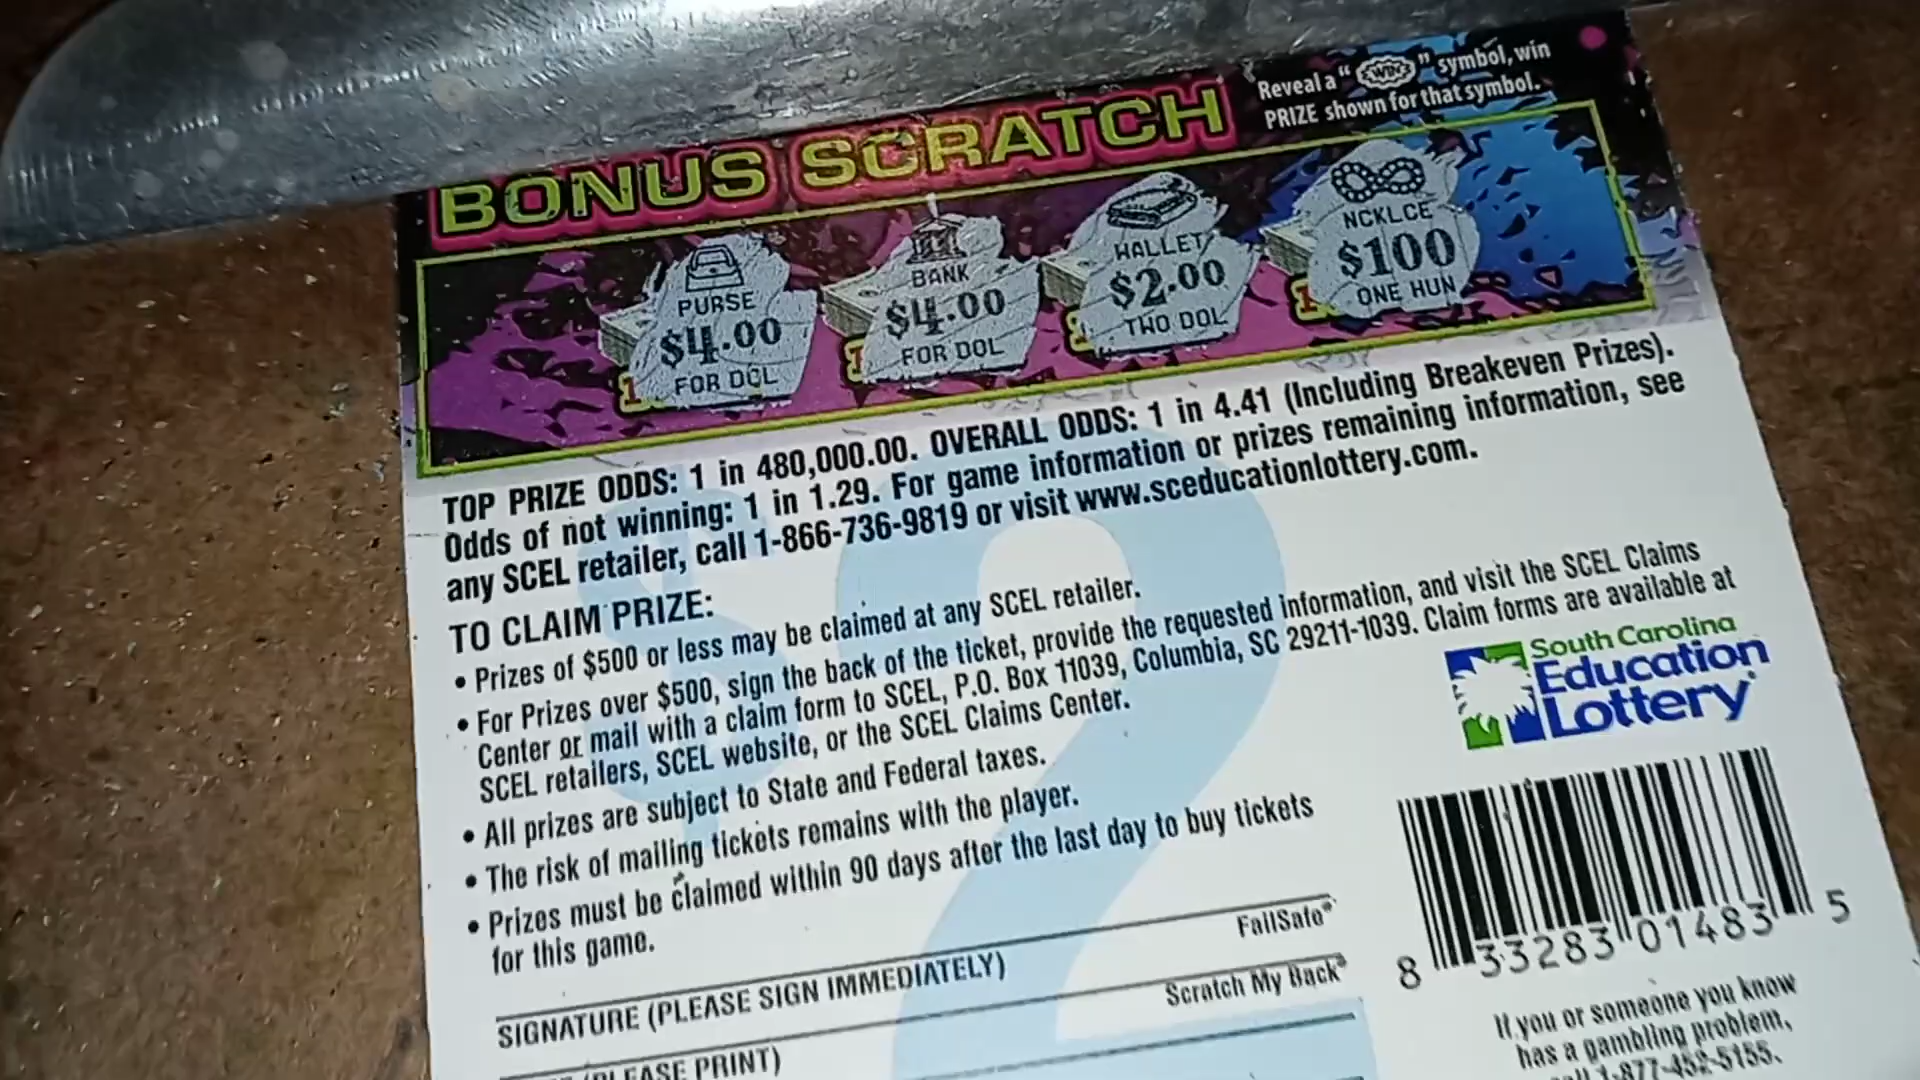 Reveal a "WIN" symbol, win
PRIZE shown for that symbol.
BONUS SCRATCH
PURSE
$4.00
FOR DOL
BANK
$4.00
FOR DOL
WALLET
$2.00
TWO DOL
NCKLCE
$100
ONE HUN
TOP PRIZE ODDS: 1 in 480,000.00. OVERALL ODDS: 1 in 4.41 (Including Breakeven Prizes).
Odds of not winning: 1 in 1.29. For game information or prizes remaining information, see
any SCEL retailer, call 1-866-736-9819 or visit www.sceducationlottery.com.
TO CLAIM PRIZE:
• Prizes of $500 or less may be claimed at any SCEL retailer.
• For Prizes over $500, sign the back of the ticket, provide the requested information, and visit the SCEL Claims
Center or mail with a claim form to SCEL, P.O. Box 11039, Columbia, SC 29211-1039. Claim forms are available at
SCEL retailers, SCEL website, or the SCEL Claims Center.
• All prizes are subject to State and Federal taxes.
• The risk of mailing tickets remains with the player.
• Prizes must be claimed within 90 days after the last day to buy tickets
for this game.
South Carolina
Education
Lottery
8 33283 01483 5
FailSafe®
SIGNATURE (PLEASE SIGN IMMEDIATELY)
Scratch My Back®
(PLEASE PRINT)
If you or someone you know
has a gambling problem,
call 1-877-452-5155.
$2